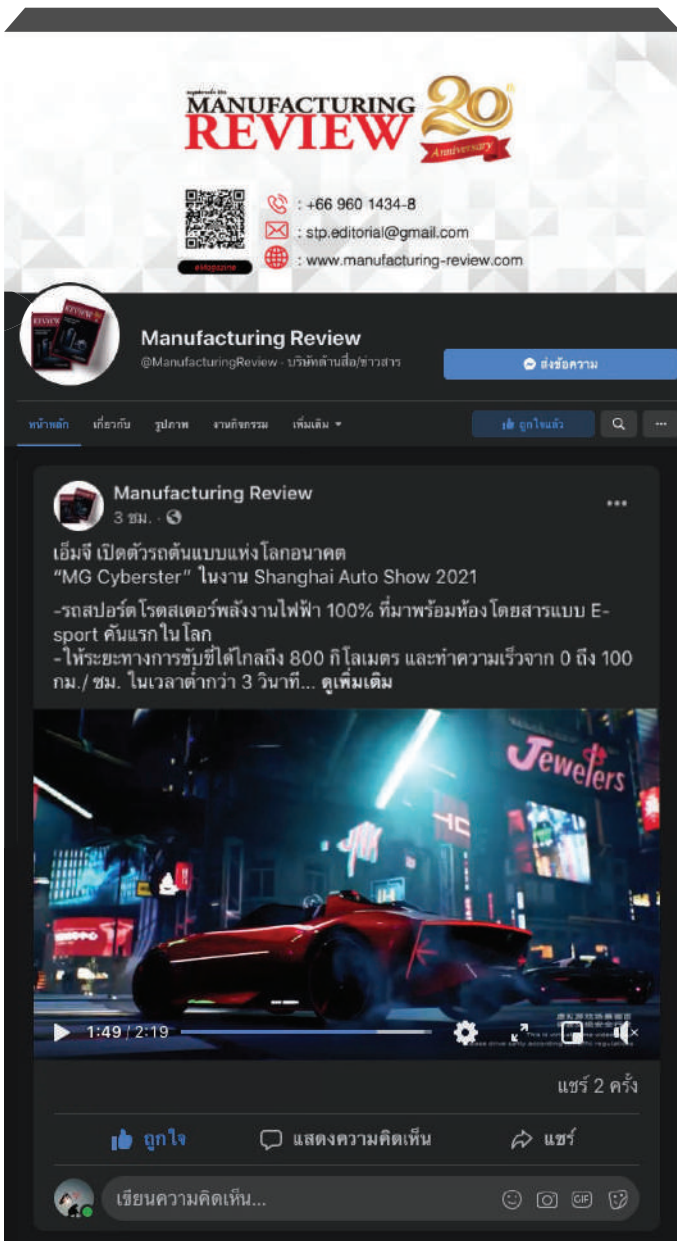 MANUFACTURING
REVIEW
20th
Anniversary
: +66 960 1434-8
: stp.editorial@gmail.com
: www.manufacturing-review.com
eMagazine
Manufacturing Review
@ManufacturingReview · บริษัทด้านสื่อ/ข่าวสาร
ส่งข้อความ
หน้าหลัก เกี่ยวกับ รูปภาพ งานกิจกรรม เพิ่มเติม
ถูกใจแล้ว
Manufacturing Review
3 ชม. ·
เอ็มจี เปิดตัวรถต้นแบบแห่งโลกอนาคต
“MG Cyberster” ในงาน Shanghai Auto Show 2021
-รถสปอร์ตโรดสเตอร์พลังงานไฟฟ้า 100% ที่มาพร้อมห้องโดยสารแบบ E-
sport คันแรกในโลก
-ให้ระยะทางการขับขี่ได้ไกลถึง 800 กิโลเมตร และทำความเร็วจาก 0 ถึง 100
กม./ ชม. ในเวลาต่ำกว่า 3 วินาที... ดูเพิ่มเติม
Jewelers
1:49 / 2:19
แชร์ 2 ครั้ง
ถูกใจ แสดงความคิดเห็น แชร์
เขียนความคิดเห็น...
GIF